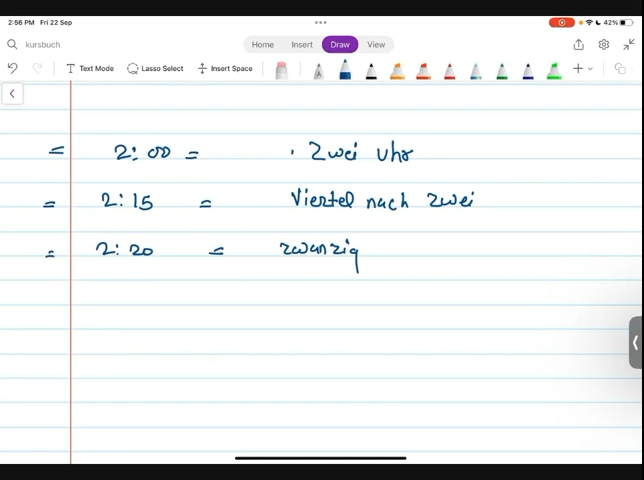 2:56 PM Fri 22 Sep 42%
kursbuch Home Insert Draw View
Text Mode Lasso Select Insert Space
= 2:00 = Zwei Uhr
= 2:15 = Viertel nach zwei
= 2:20 = zwanzig